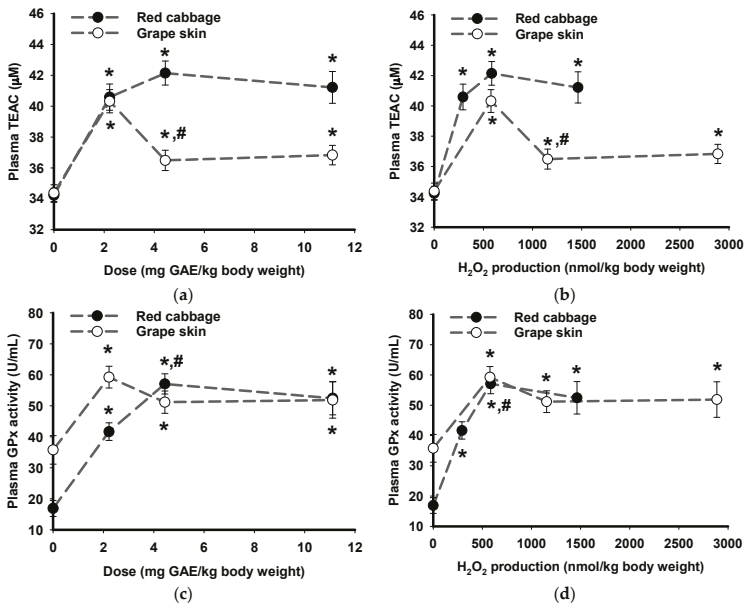 Red cabbage
Grape skin
Plasma TEAC (µM)
46
44
42
40
38
36
34
32
*
*
*
*
*,#
*
0 2 4 6 8 10 12
Dose (mg GAE/kg body weight)
(a)
Red cabbage
Grape skin
Plasma TEAC (µM)
46
44
42
40
38
36
34
32
*
*
*
*
*,#
*
0 500 1000 1500 2000 2500 3000
H₂O₂ production (nmol/kg body weight)
(b)
Red cabbage
Grape skin
Plasma GPx activity (U/mL)
80
70
60
50
40
30
20
10
*
*,#
*
*
*
*
0 2 4 6 8 10 12
Dose (mg GAE/kg body weight)
(c)
Red cabbage
Grape skin
Plasma GPx activity (U/mL)
80
70
60
50
40
30
20
10
*
*
*
*
*,#
*
0 500 1000 1500 2000 2500 3000
H₂O₂ production (nmol/kg body weight)
(d)